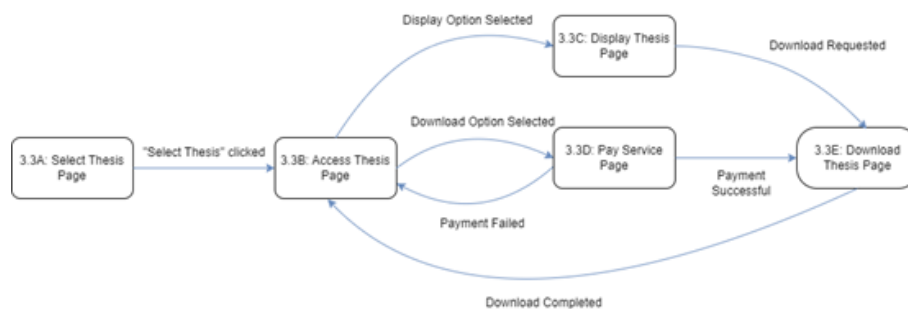 Display Option Selected
3.3C: Display Thesis
Page
Download Requested
Download Option Selected
"Select Thesis" clicked
3.3A: Select Thesis
Page
3.3B: Access Thesis
Page
3.3D: Pay Service
Page
3.3E: Download
Thesis Page
Payment
Successful
Payment Failed
Download Completed